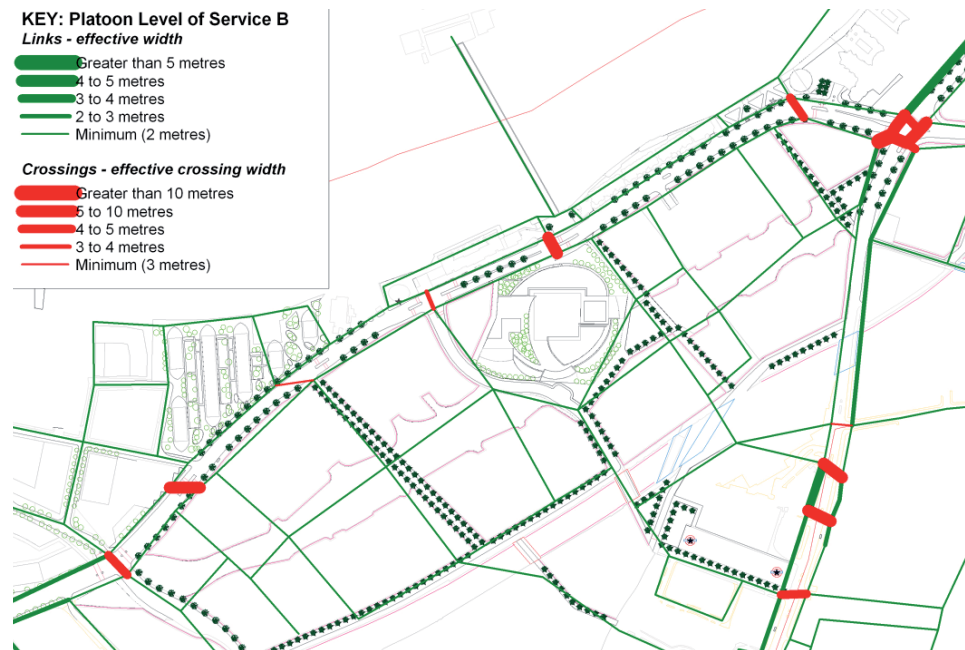 KEY: Platoon Level of Service B
Links - effective width
Greater than 5 metres
4 to 5 metres
3 to 4 metres
2 to 3 metres
Minimum (2 metres)
Crossings - effective crossing width
Greater than 10 metres
5 to 10 metres
4 to 5 metres
3 to 4 metres
Minimum (3 metres)